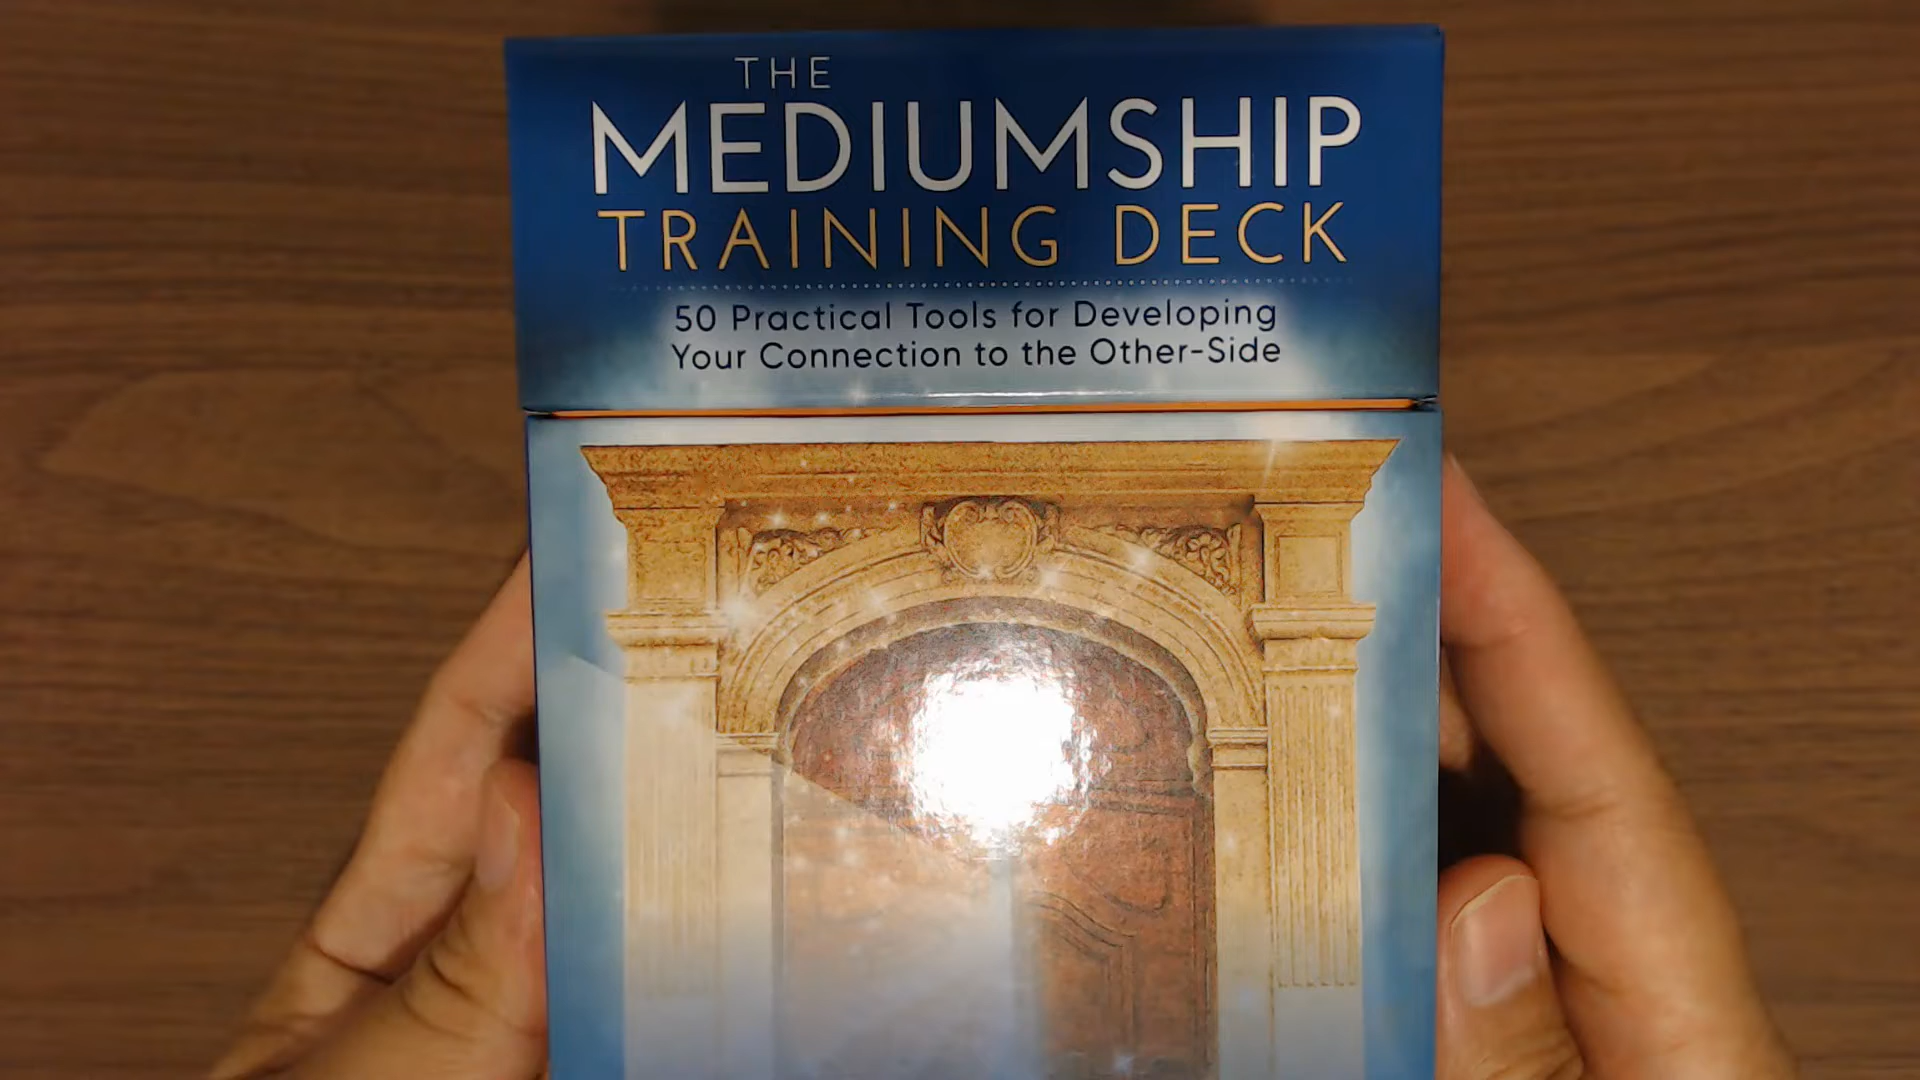 THE
MEDIUMSHIP
TRAINING DECK
50 Practical Tools for Developing
Your Connection to the Other-Side